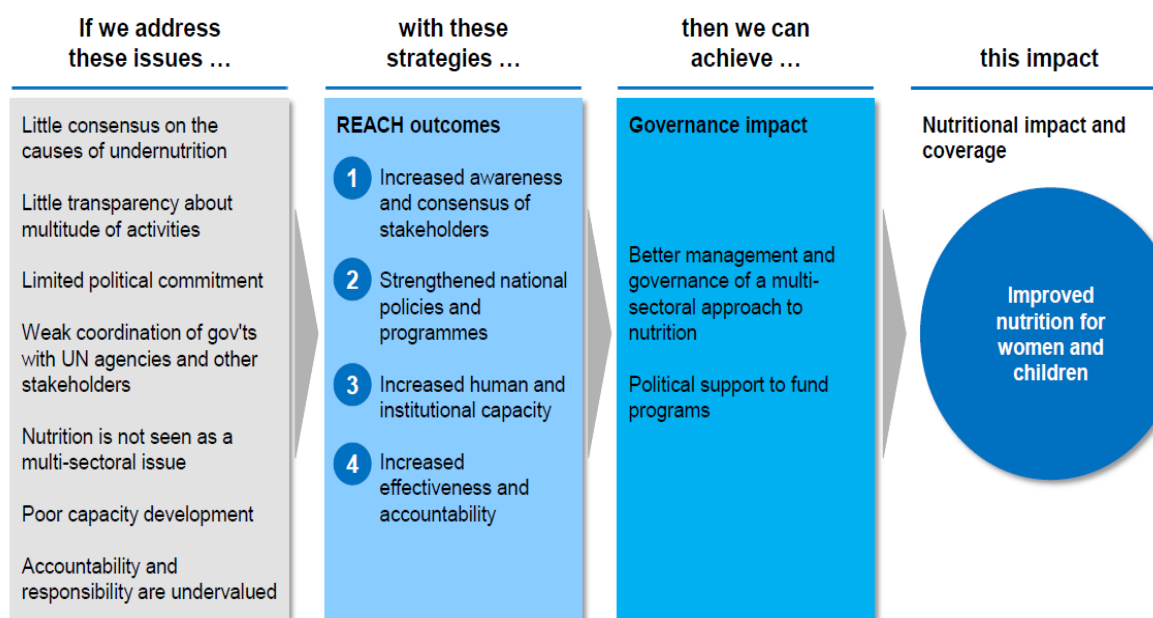 If we address
these issues …
with these
strategies …
then we can
achieve …
this impact
Little consensus on the
causes of undernutrition
Little transparency about
multitude of activities
Limited political commitment
Weak coordination of gov'ts
with UN agencies and other
stakeholders
Nutrition is not seen as a
multi-sectoral issue
Poor capacity development
Accountability and
responsibility are undervalued
REACH outcomes
1 Increased awareness
and consensus of
stakeholders
2 Strengthened national
policies and
programmes
3 Increased human and
institutional capacity
4 Increased
effectiveness and
accountability
Governance impact
Better management and
governance of a multi-
sectoral approach to
nutrition
Political support to fund
programs
Nutritional impact and
coverage
Improved
nutrition for
women and
children